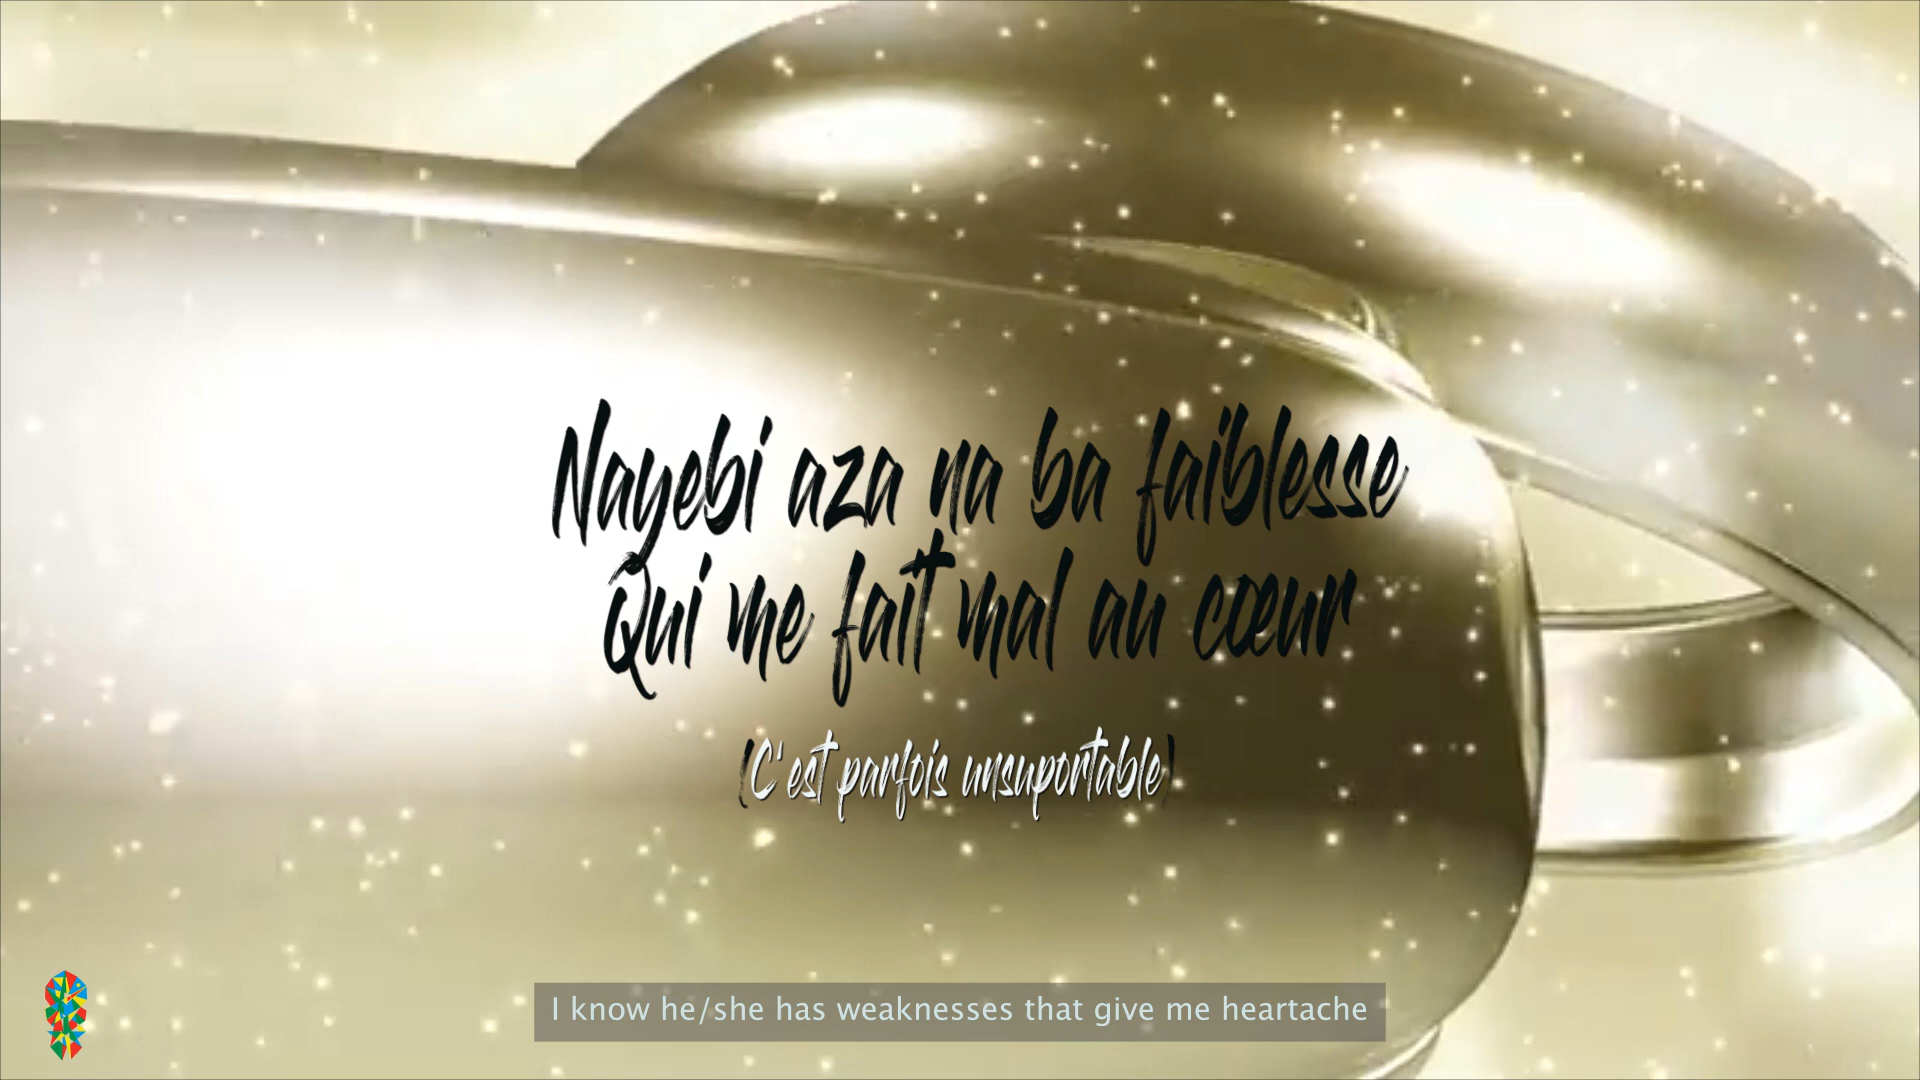 Nayebi aza na ba faiblesse
Qui me fait mal au cœur
(C'est parfois unsuportable)
I know he/she has weaknesses that give me heartache